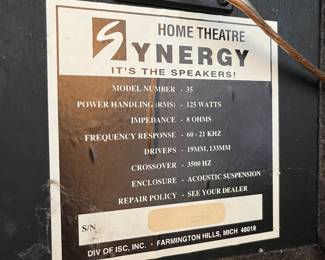 HOME THEATRE
SYNERGY
IT'S THE SPEAKERS!
MODEL NUMBER - 35
POWER HANDLING (RMS) - 125 WATTS
IMPEDANCE - 8 OHMS
FREQUENCY RESPONSE - 60 - 21 KHZ
DRIVERS - 19MM, 133MM
CROSSOVER - 3500 HZ
ENCLOSURE - ACOUSTIC SUSPENSION
REPAIR POLICY - SEE YOUR DEALER
S/N
DIV OF ISC, INC. • FARMINGTON HILLS, MICH 48018